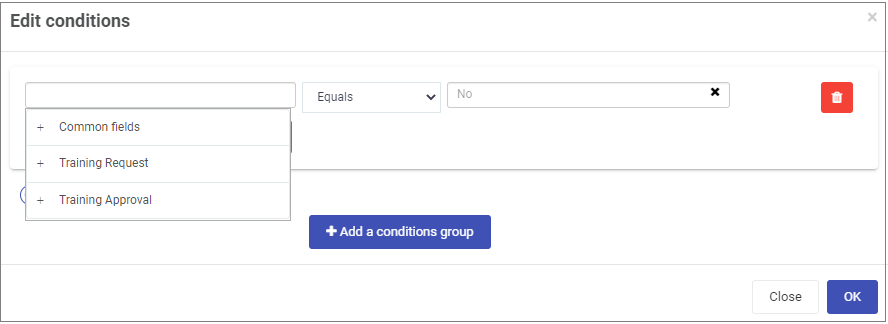 Edit conditions
×
Equals
No
+ Common fields
+ Training Request
+ Training Approval
+ Add a conditions group
Close
OK